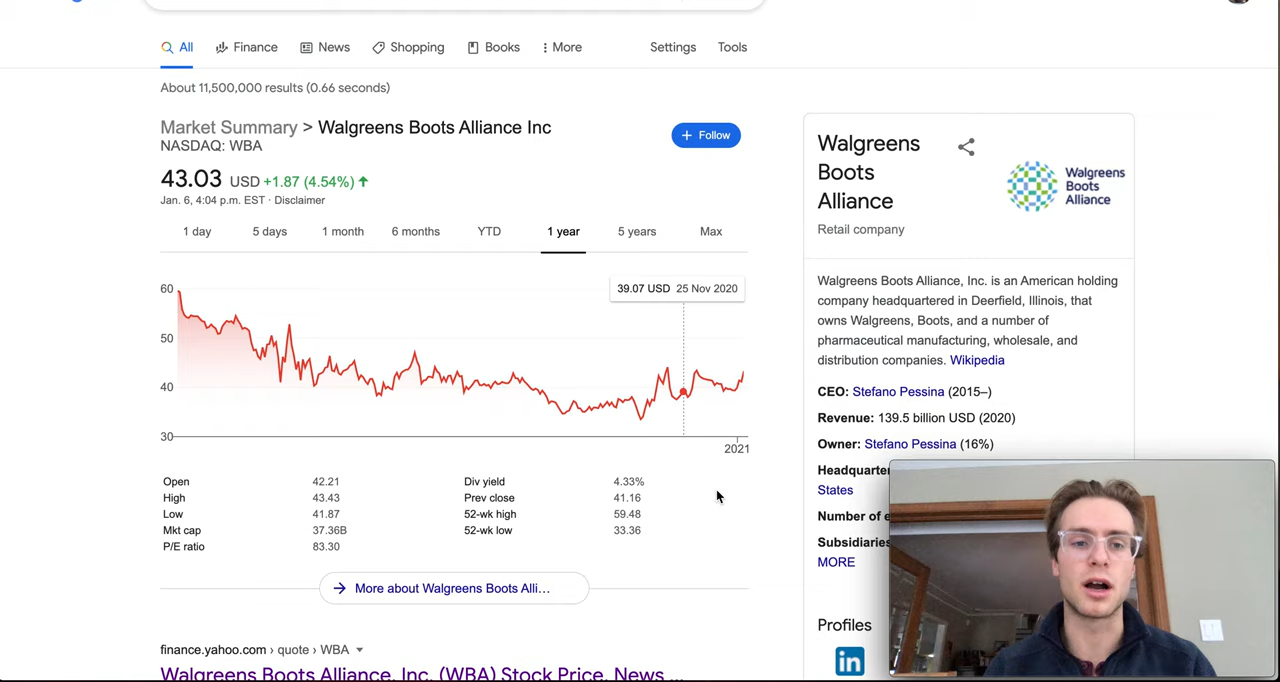 All
Finance
News
Shopping
Books
More
Settings
Tools
About 11,500,000 results (0.66 seconds)
Market Summary > Walgreens Boots Alliance Inc
NASDAQ: WBA
+ Follow
43.03 USD +1.87 (4.54%)
Jan. 6, 4:04 p.m. EST · Disclaimer
1 day
5 days
1 month
6 months
YTD
1 year
5 years
Max
39.07 USD 25 Nov 2020
60
50
40
30
2021
Open 42.21
High 43.43
Low 41.87
Mkt cap 37.36B
P/E ratio 83.30
Div yield 4.33%
Prev close 41.16
52-wk high 59.48
52-wk low 33.36
More about Walgreens Boots Alli...
finance.yahoo.com › quote › WBA
Walgreens Boots Alliance, Inc. (WBA) Stock Price, News ...
Walgreens
Boots
Alliance
Retail company
Walgreens
Boots
Alliance
Walgreens Boots Alliance, Inc. is an American holding
company headquartered in Deerfield, Illinois, that
owns Walgreens, Boots, and a number of
pharmaceutical manufacturing, wholesale, and
distribution companies. Wikipedia
CEO: Stefano Pessina (2015–)
Revenue: 139.5 billion USD (2020)
Owner: Stefano Pessina (16%)
Headquarte
States
Number of e
Subsidiaries
MORE
Profiles
in